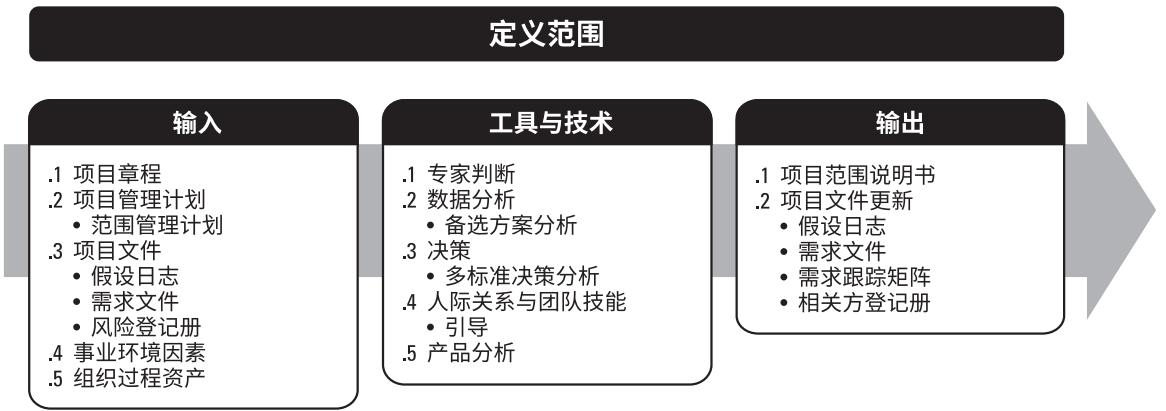 定义范围
输入
.1 项目章程
.2 项目管理计划
• 范围管理计划
.3 项目文件
• 假设日志
• 需求文件
• 风险登记册
.4 事业环境因素
.5 组织过程资产
工具与技术
.1 专家判断
.2 数据分析
• 备选方案分析
.3 决策
• 多标准决策分析
.4 人际关系与团队技能
• 引导
.5 产品分析
输出
.1 项目范围说明书
.2 项目文件更新
• 假设日志
• 需求文件
• 需求跟踪矩阵
• 相关方登记册